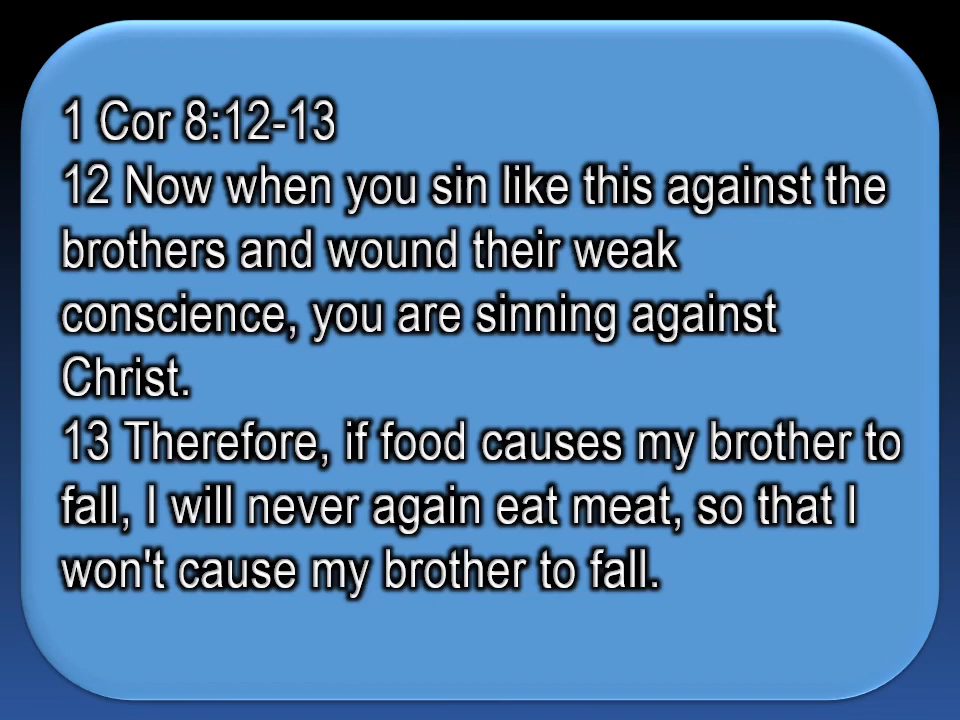 1 Cor 8:12-13
12 Now when you sin like this against the
brothers and wound their weak
conscience, you are sinning against
Christ.
13 Therefore, if food causes my brother to
fall, I will never again eat meat, so that I
won't cause my brother to fall.